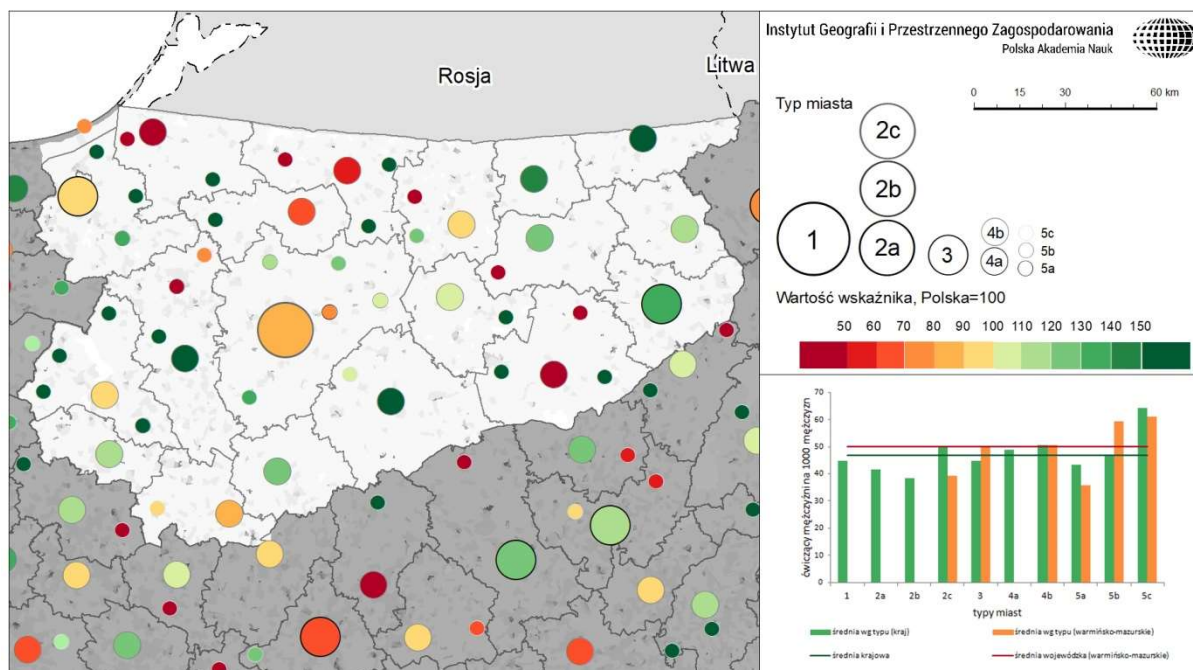 Rosja
Litwa
Instytut Geografii i Przestrzennego Zagospodarowania
Polska Akademia Nauk
0 15 30 60 km
Typ miasta
2c
2b
1
2a
3
4b
4a
5c
5b
5a
Wartość wskaźnika, Polska=100
50 60 70 80 90 100 110 120 130 140 150
ćwiczący mężczyźni na 1000 mężczyzn
70
60
50
40
30
20
10
0
1 2a 2b 2c 3 4a 4b 5a 5b 5c
typy miast
średnia wg typu (kraj)
średnia wg typu (warmińsko-mazurskie)
średnia krajowa
średnia wojewódzka (warmińsko-mazurskie)